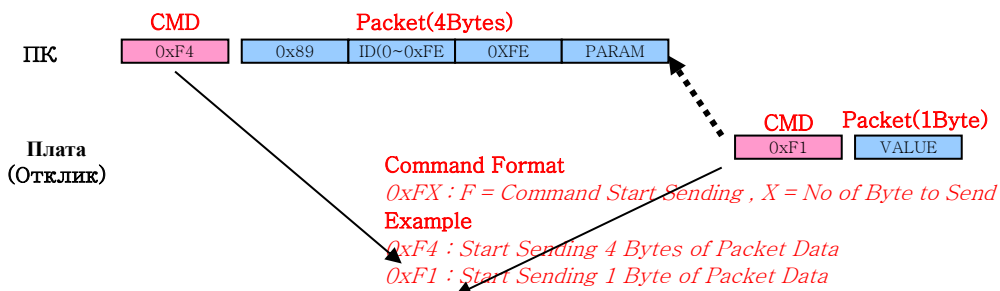 CMD Packet(4Bytes)
ПК 0xF4 0x89 ID(0~0xFE 0XFE PARAM
CMD Packet(1Byte)
Плата 0xF1 VALUE
(Отклик)
Command Format
0xFX : F = Command Start Sending , X = No of Byte to Send
Example
0xF4 : Start Sending 4 Bytes of Packet Data
0xF1 : Start Sending 1 Byte of Packet Data